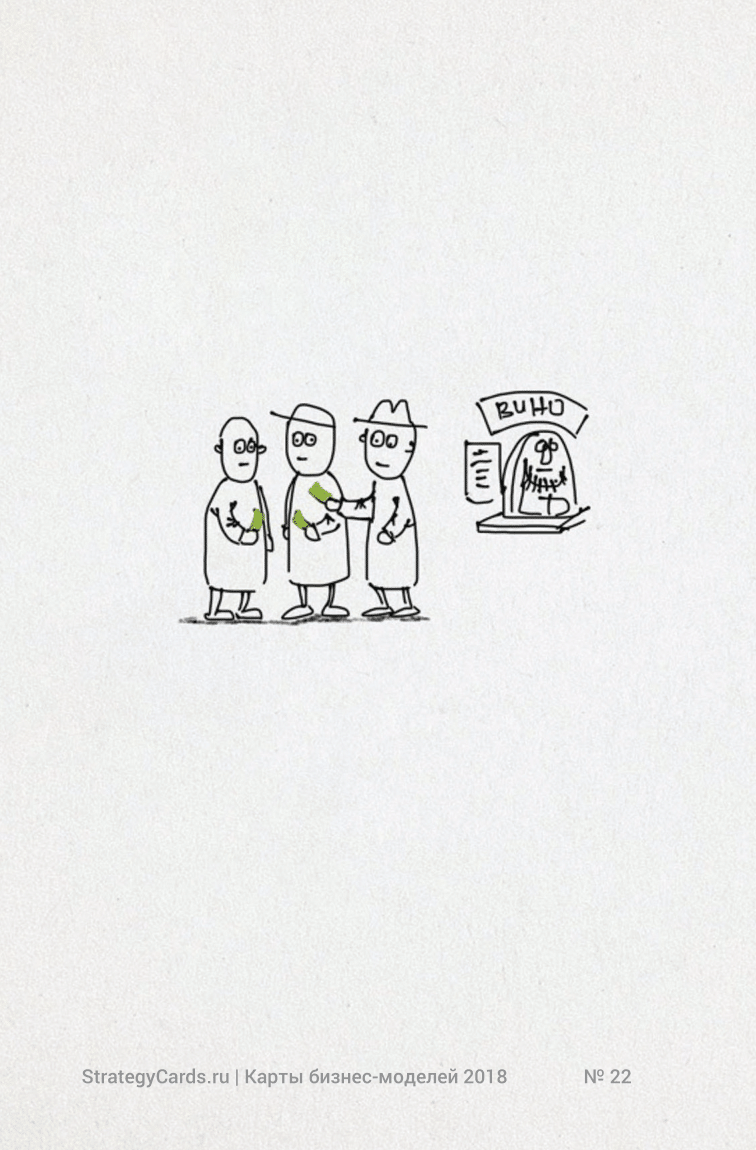 ВИНО
StrategyCards.ru | Карты бизнес-моделей 2018 № 22